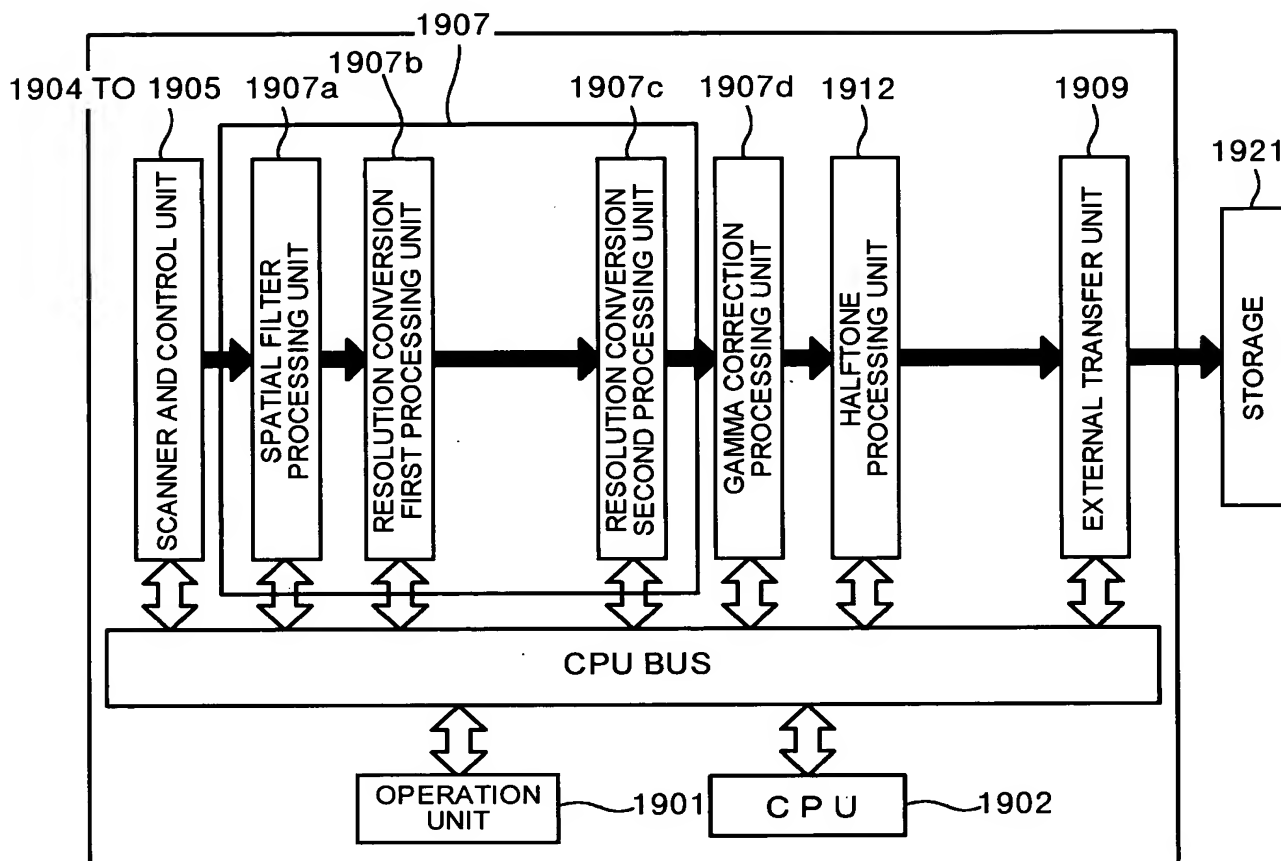 1907
1907b
1904 TO 1905
1907a
1907c
1907d
1912
1909
1921
SCANNER AND CONTROL UNIT
SPATIAL FILTER
PROCESSING UNIT
RESOLUTION CONVERSION
FIRST PROCESSING UNIT
RESOLUTION CONVERSION
SECOND PROCESSING UNIT
GAMMA CORRECTION
PROCESSING UNIT
HALFTONE
PROCESSING UNIT
EXTERNAL TRANSFER UNIT
STORAGE
CPU BUS
OPERATION
UNIT
1901
CPU
1902